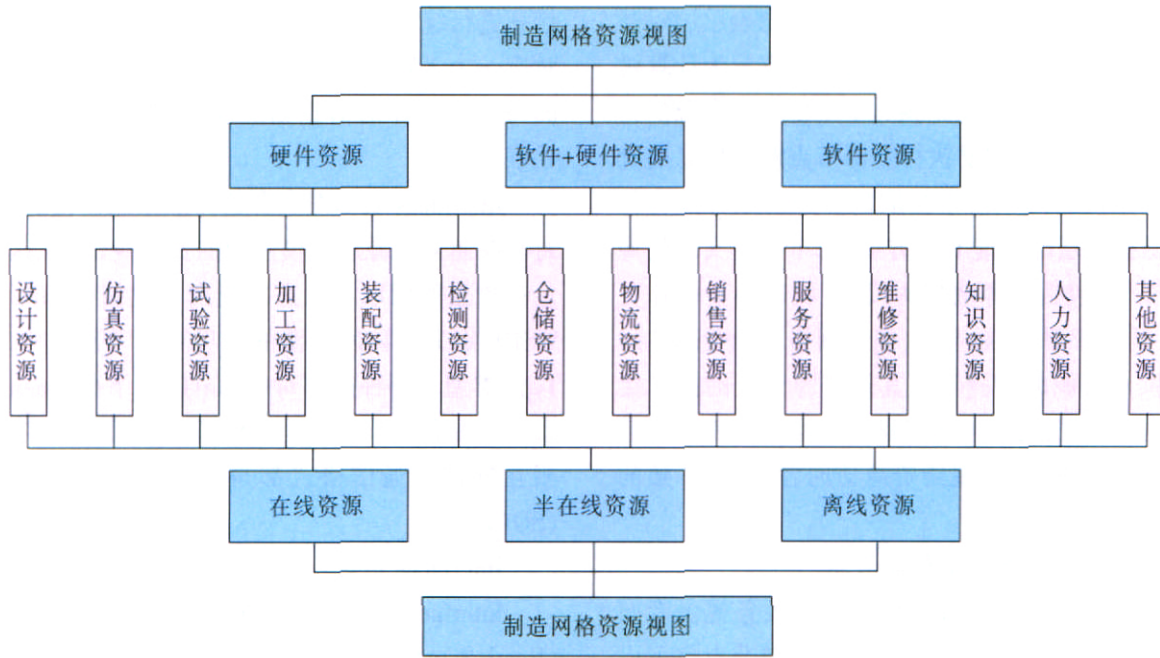 制造网格资源视图
硬件资源
软件+硬件资源
软件资源
设计资源
仿真资源
试验资源
加工资源
装配资源
检测资源
仓储资源
物流资源
销售资源
服务资源
维修资源
知识资源
人力资源
其他资源
在线资源
半在线资源
离线资源
制造网格资源视图